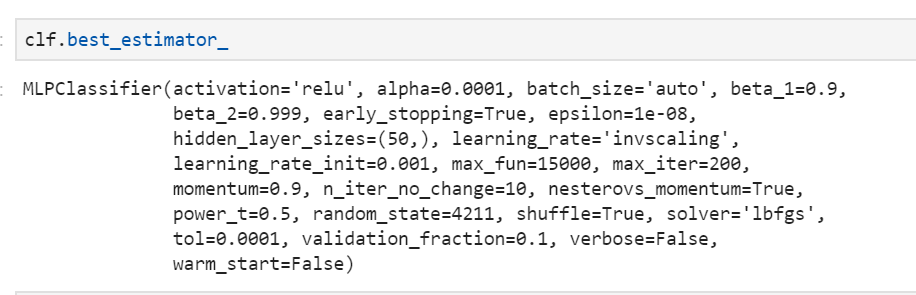 clf.best_estimator_
MLPClassifier(activation='relu', alpha=0.0001, batch_size='auto', beta_1=0.9,
beta_2=0.999, early_stopping=True, epsilon=1e-08,
hidden_layer_sizes=(50,), learning_rate='invscaling',
learning_rate_init=0.001, max_fun=15000, max_iter=200,
momentum=0.9, n_iter_no_change=10, nesterovs_momentum=True,
power_t=0.5, random_state=4211, shuffle=True, solver='lbfgs',
tol=0.0001, validation_fraction=0.1, verbose=False,
warm_start=False)